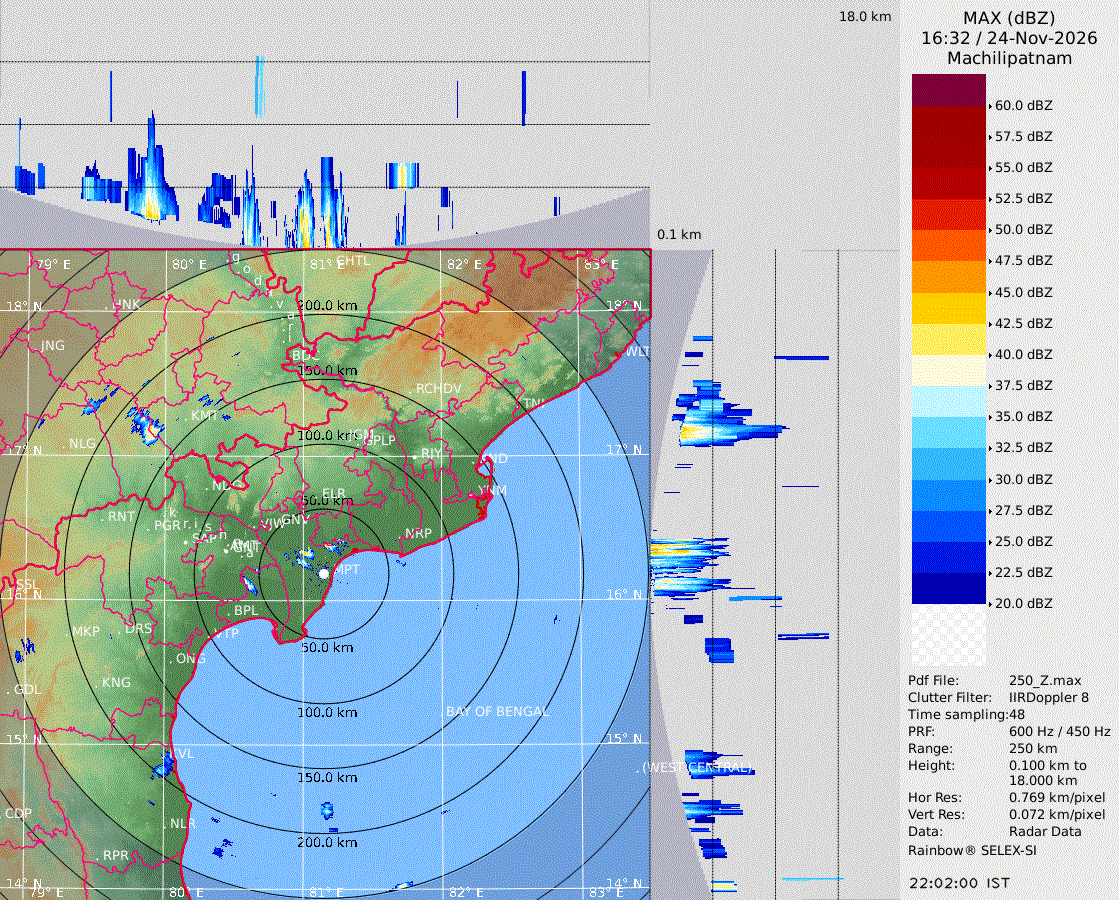 18.0 km
0.1 km
MAX (dBZ)
16:32 / 24-Nov-2026
Machilipatnam
60.0 dBZ
57.5 dBZ
55.0 dBZ
52.5 dBZ
50.0 dBZ
47.5 dBZ
45.0 dBZ
42.5 dBZ
40.0 dBZ
37.5 dBZ
35.0 dBZ
32.5 dBZ
30.0 dBZ
27.5 dBZ
25.0 dBZ
22.5 dBZ
20.0 dBZ
Pdf File: 250_Z.max
Clutter Filter: IIRDoppler 8
Time sampling:48
PRF: 600 Hz / 450 Hz
Range: 250 km
Height: 0.100 km to
18.000 km
Hor Res: 0.769 km/pixel
Vert Res: 0.072 km/pixel
Data: Radar Data
Rainbow® SELEX-SI
22:02:00 IST
79° E 80° E 81° E CHTL 82° E 83° E
18° N HNK 200.0 km 18° N
JNG BDC WLT
150.0 km
RCHDV
KMT TNI
NLG 100.0 km GPLP
17° N RIY 17° N
ELR YNM
50.0 km
RNT PGR VJW GNV
NRP
MPT
SSL
16° N BPL 16° N
MKP DRS
50.0 km
ONG
KNG
GDL
100.0 km BAY OF BENGAL
15° N 15° N
KVL (WEST CENTRAL)
150.0 km
CDP NLR
200.0 km
RPR
14° N 14° N
79° E 80° E 81° E 82° E 83° E